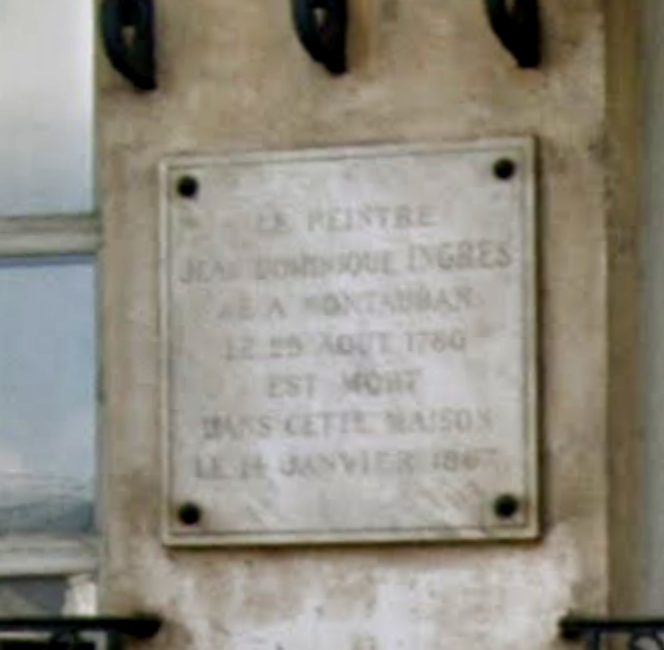 LE PEINTRE
JEAN DOMINIQUE INGRES
NE A MONTAUBAN
LE 29 AOUT 1780
EST MORT
DANS CETTE MAISON
LE 14 JANVIER 1867